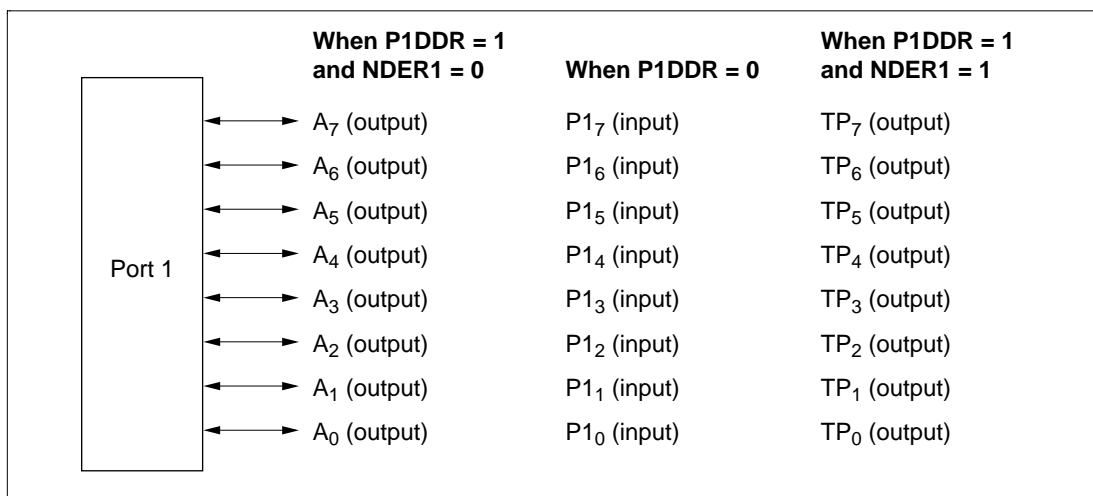 When P1DDR = 1 and NDER1 = 0 When P1DDR = 0 When P1DDR = 1 and NDER1 = 1
A7 (output) P17 (input) TP7 (output)
A6 (output) P16 (input) TP6 (output)
A5 (output) P15 (input) TP5 (output)
A4 (output) P14 (input) TP4 (output)
Port 1
A3 (output) P13 (input) TP3 (output)
A2 (output) P12 (input) TP2 (output)
A1 (output) P11 (input) TP1 (output)
A0 (output) P10 (input) TP0 (output)